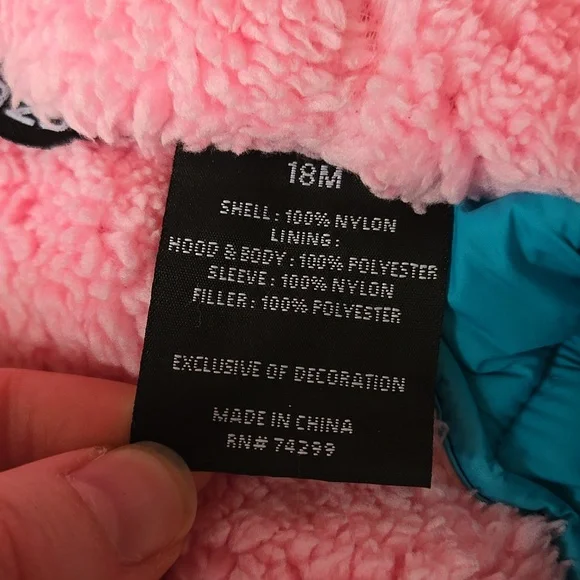 18M
SHELL: 100% NYLON
LINING:
HOOD & BODY: 100% POLYESTER
SLEEVE: 100% NYLON
FILLER: 100% POLYESTER
EXCLUSIVE OF DECORATION
MADE IN CHINA
RN# 74299